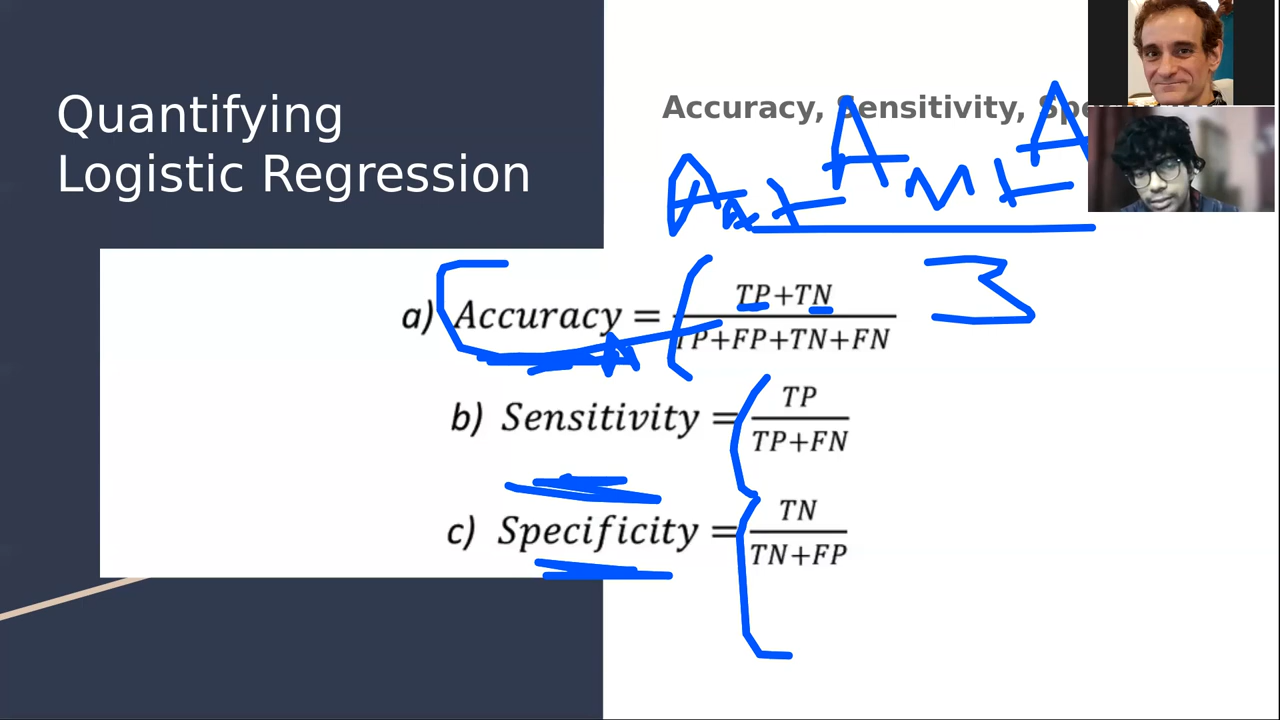 Quantifying
Logistic Regression
Accuracy, Sensitivity,
A A + A M + A
3
a) Accuracy = TP+TN
TP+FP+TN+FN
b) Sensitivity = TP
TP+FN
c) Specificity = TN
TN+FP